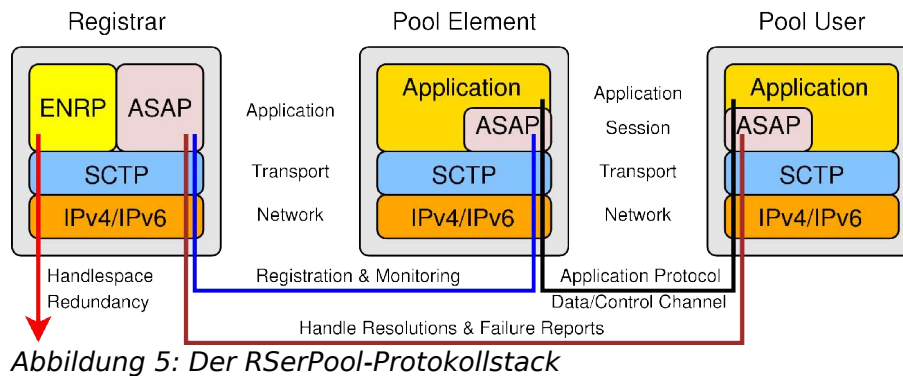 Registrar
Pool Element
Pool User
ENRP
ASAP
SCTP
IPv4/IPv6
Application
Transport
Network
Application
ASAP
SCTP
IPv4/IPv6
Application
Session
Transport
Network
Application
ASAP
SCTP
IPv4/IPv6
Handlespace
Redundancy
Registration & Monitoring
Application Protocol
Data/Control Channel
Handle Resolutions & Failure Reports
Abbildung 5: Der RSerPool-Protokollstack